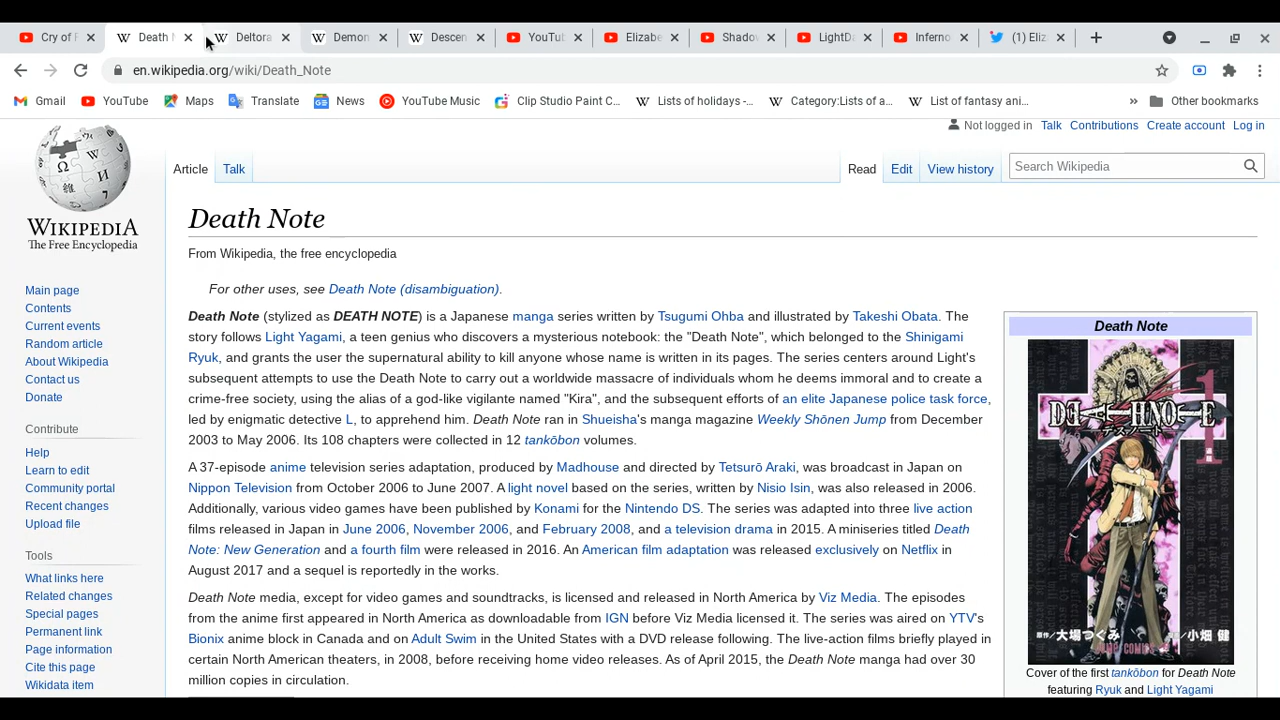 Cry of F
Death N
Deltora
Demon
Descen
YouTub
Elizabe
Shadow
LightDa
Inferno
(1) Eliz
en.wikipedia.org/wiki/Death_Note
Gmail
YouTube
Maps
Translate
News
YouTube Music
Clip Studio Paint C...
Lists of holidays -...
Category:Lists of a...
List of fantasy ani...
Other bookmarks
Not logged in Talk Contributions Create account Log in
Article Talk Read Edit View history Search Wikipedia
WIKIPEDIA
The Free Encyclopedia
Main page
Contents
Current events
Random article
About Wikipedia
Contact us
Donate
Contribute
Help
Learn to edit
Community portal
Recent changes
Upload file
Tools
What links here
Related changes
Special pages
Permanent link
Page information
Cite this page
Wikidata item
Death Note
From Wikipedia, the free encyclopedia
For other uses, see Death Note (disambiguation).
Death Note (stylized as DEATH NOTE) is a Japanese manga series written by Tsugumi Ohba and illustrated by Takeshi Obata. The
story follows Light Yagami, a teen genius who discovers a mysterious notebook: the "Death Note", which belonged to the Shinigami
Ryuk, and grants the user the supernatural ability to kill anyone whose name is written in its pages. The series centers around Light's
subsequent attempts to use the Death Note to carry out a worldwide massacre of individuals whom he deems immoral and to create a
crime-free society, using the alias of a god-like vigilante named "Kira", and the subsequent efforts of an elite Japanese police task force,
led by enigmatic detective L, to apprehend him. Death Note ran in Shueisha's manga magazine Weekly Shōnen Jump from December
2003 to May 2006. Its 108 chapters were collected in 12 tankōbon volumes.
A 37-episode anime television series adaptation, produced by Madhouse and directed by Tetsurō Araki, was broadcast in Japan on
Nippon Television from October 2006 to June 2007. A light novel based on the series, written by Nisio Isin, was also released in 2006.
Additionally, various video games have been published by Konami for the Nintendo DS. The series was adapted into three live action
films released in Japan in June 2006, November 2006, and February 2008, and a television drama in 2015. A miniseries titled Death
Note: New Generation and a fourth film were released in 2016. An American film adaptation was released exclusively on Netflix in
August 2017 and a sequel is reportedly in the works.
Death Note media, except for video games and soundtracks, is licensed and released in North America by Viz Media. The episodes
from the anime first appeared in North America as downloadable from IGN before Viz Media licensed it. The series was aired on YTV's
Bionix anime block in Canada and on Adult Swim in the United States with a DVD release following. The live-action films briefly played in
certain North American theaters, in 2008, before receiving home video releases. As of April 2015, the Death Note manga had over 30
million copies in circulation.
Death Note
DEATH NOTE
デスノート
1
原作/大場つぐみ
小畑 健
JUMP COMICS
Cover of the first tankōbon for Death Note
featuring Ryuk and Light Yagami